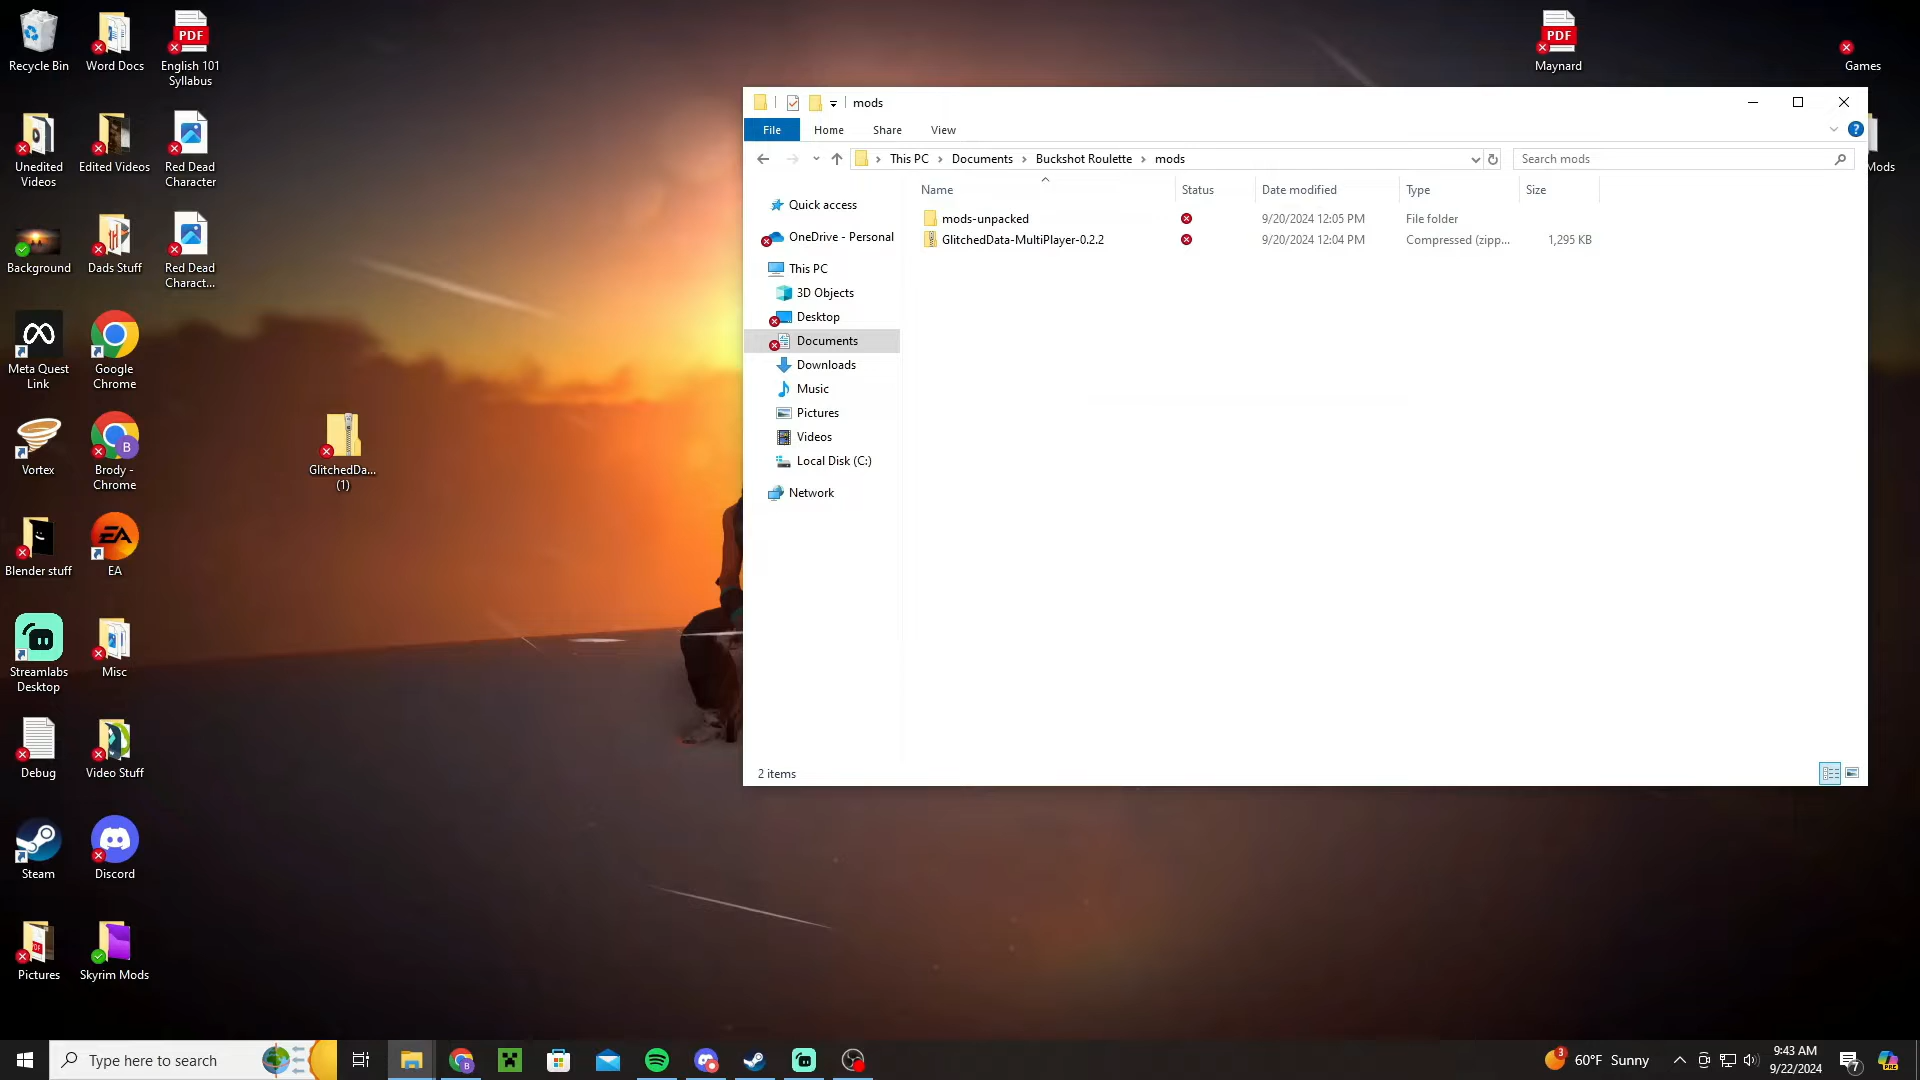 Recycle Bin
Word Docs
PDF
English 101
Syllabus
Unedited
Videos
Edited Videos
Red Dead
Character
Background
Dads Stuff
Red Dead
Charact...
Meta Quest
Link
Google
Chrome
Vortex
B
Brody -
Chrome
Blender stuff
EA
EA
Streamlabs
Desktop
Misc
Debug
Video Stuff
Steam
Discord
Pictures
Skyrim Mods
GlitchedDa...
(1)
PDF
Maynard
Games
Mods
mods
File
Home
Share
View
This PC
Documents
Buckshot Roulette
mods
Search mods
Name
Status
Date modified
Type
Size
mods-unpacked
9/20/2024 12:05 PM
File folder
GlitchedData-MultiPlayer-0.2.2
9/20/2024 12:04 PM
Compressed (zipp...
1,295 KB
Quick access
OneDrive - Personal
This PC
3D Objects
Desktop
Documents
Downloads
Music
Pictures
Videos
Local Disk (C:)
Network
2 items
Type here to search
3
60°F Sunny
9:43 AM
9/22/2024
7
PRE